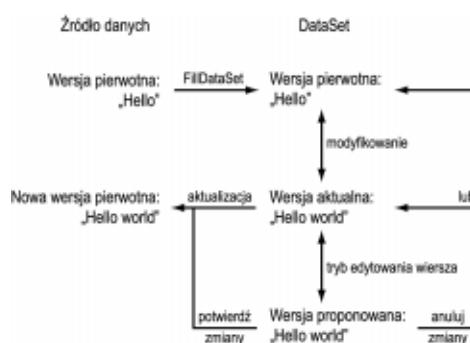 Źródło danych
DataSet
Wersja pierwotna:
„Hello"
FillDataSet
Wersja pierwotna:
„Hello"
modyfikowanie
Nowa wersja pierwotna:
„Hello world"
aktualizacja
Wersja aktualna:
„Hello world"
tryb edytowania wiersza
potwierdź
zmiany
Wersja proponowana:
„Hello world"
anuluj
zmiany